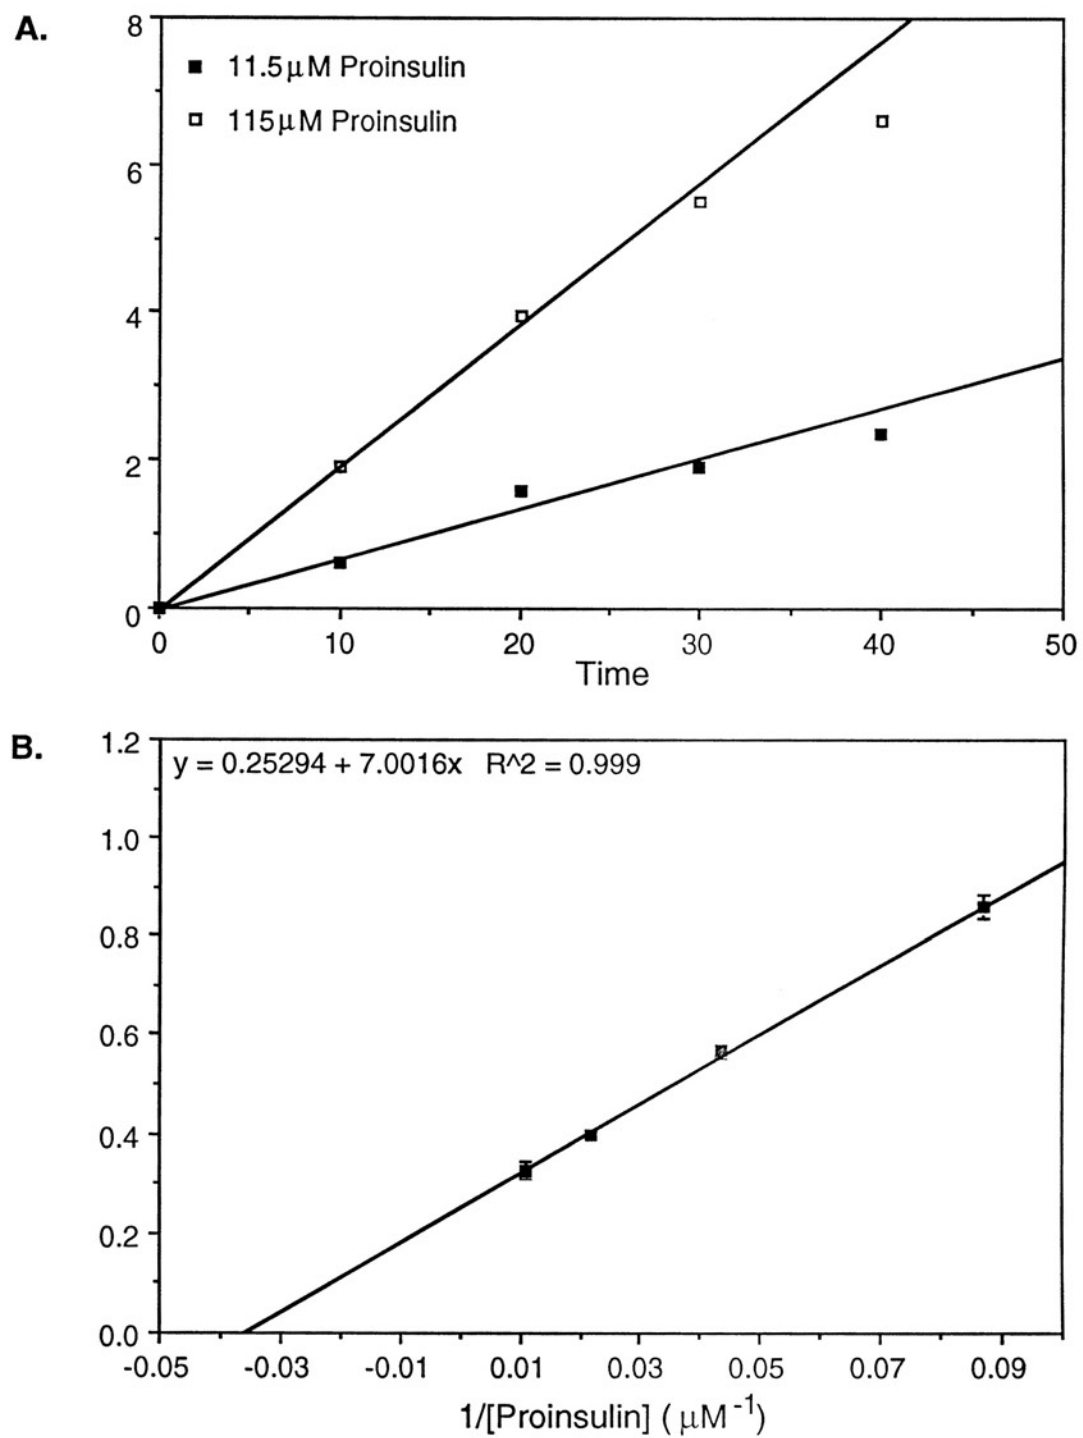 A.
8
11.5μM Proinsulin
115μM Proinsulin
6
4
2
0
0 10 20 30 40 50
Time
B.
1.2
y = 0.25294 + 7.0016x R^2 = 0.999
1.0
0.8
0.6
0.4
0.2
0.0
-0.05 -0.03 -0.01 0.01 0.03 0.05 0.07 0.09
1/[Proinsulin] (μM⁻¹)